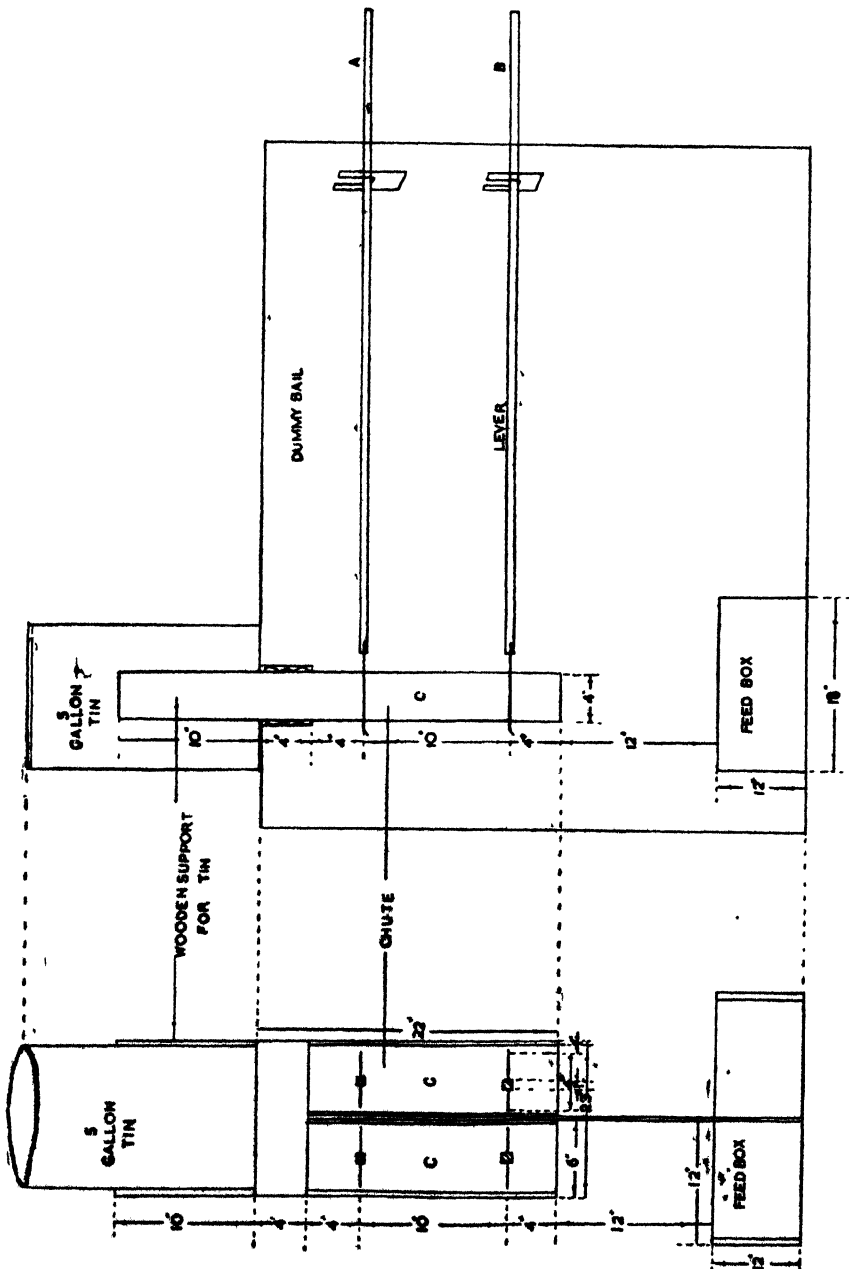 A
B
DUMMY BAIL
LEVER
5
GALLON
TIN
C
4"
10"
4"
4"
10"
4"
12"
FEED BOX
18"
12"
WOODEN SUPPORT
FOR TIN
CHUTE
22"
5
GALLON
TIN
C
C
6"
10"
4"
4"
10"
4"
12"
12"
FEED BOX
12"